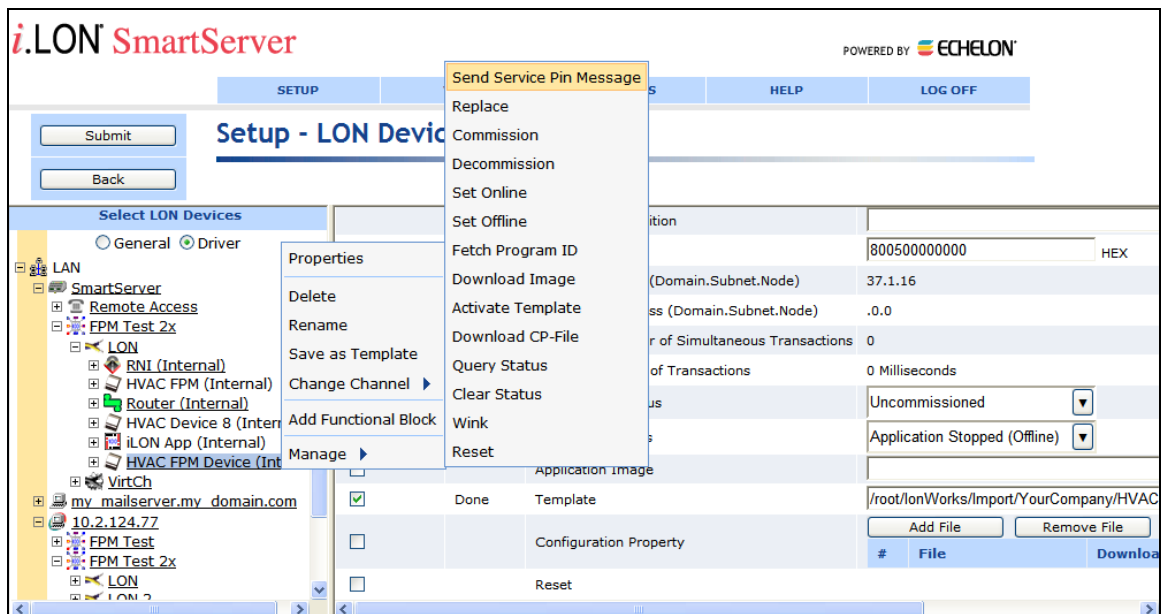 i.LON SmartServer
POWERED BY ECHELON
SETUP
S
HELP
LOG OFF
Submit
Back
Setup - LON Devic
Send Service Pin Message
Replace
Commission
Decommission
Set Online
Set Offline
Fetch Program ID
Download Image
Activate Template
Download CP-File
Query Status
Clear Status
Wink
Reset
Select LON Devices
General
Driver
LAN
SmartServer
Remote Access
FPM Test 2x
LON
RNI (Internal)
HVAC FPM (Internal)
Router (Internal)
HVAC Device 8 (Intern
iLON App (Internal)
HVAC FPM Device (Int
VirtCh
my_mailserver.my_domain.com
10.2.124.77
FPM Test
FPM Test 2x
LON
LON 2
Properties
Delete
Rename
Save as Template
Change Channel
Add Functional Block
Manage
ition
800500000000 HEX
(Domain.Subnet.Node) 37.1.16
ss (Domain.Subnet.Node) .0.0
r of Simultaneous Transactions 0
of Transactions 0 Milliseconds
us Uncommissioned
s Application Stopped (Offline)
Application Image
Done Template /root/lonWorks/Import/YourCompany/HVAC
Configuration Property
Add File Remove File
# File Downloa
Reset